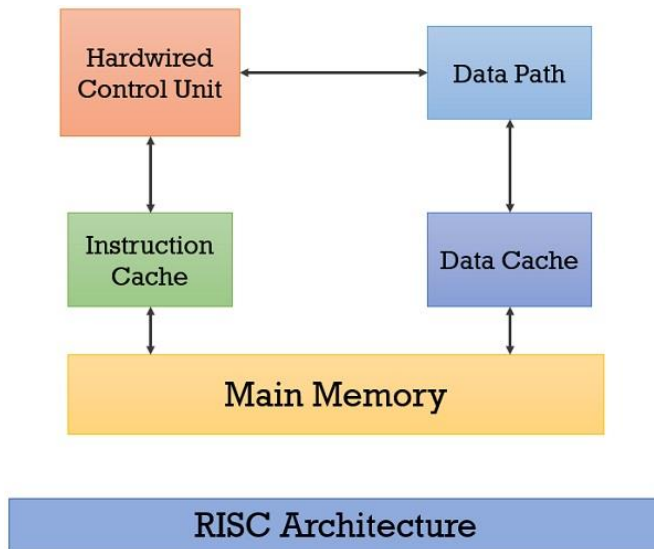 Hardwired
Control Unit
Data Path
Instruction
Cache
Data Cache
Main Memory
RISC Architecture